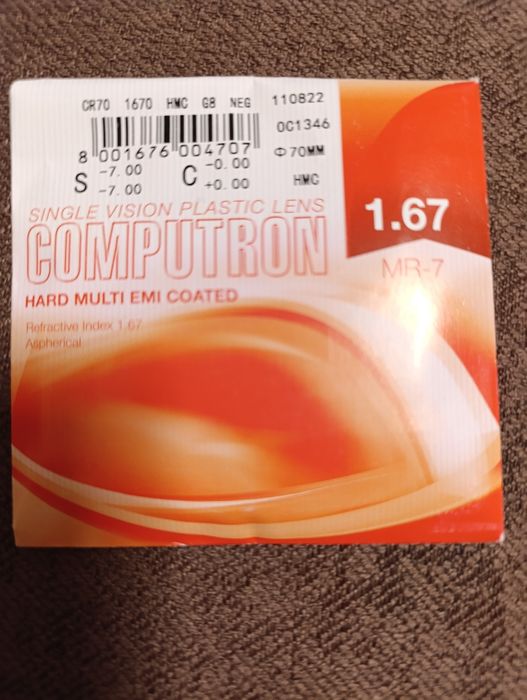 CR70 1670 HMC G8 NEG 110822
0C1346
8 001676 004707
Φ70MM
S -7.00 C -0.00
-7.00 +0.00
HMC
SINGLE VISION PLASTIC LENS
1.67
COMPUTRON
MR-7
HARD MULTI EMI COATED
Refractive Index 1.67
Aspherical